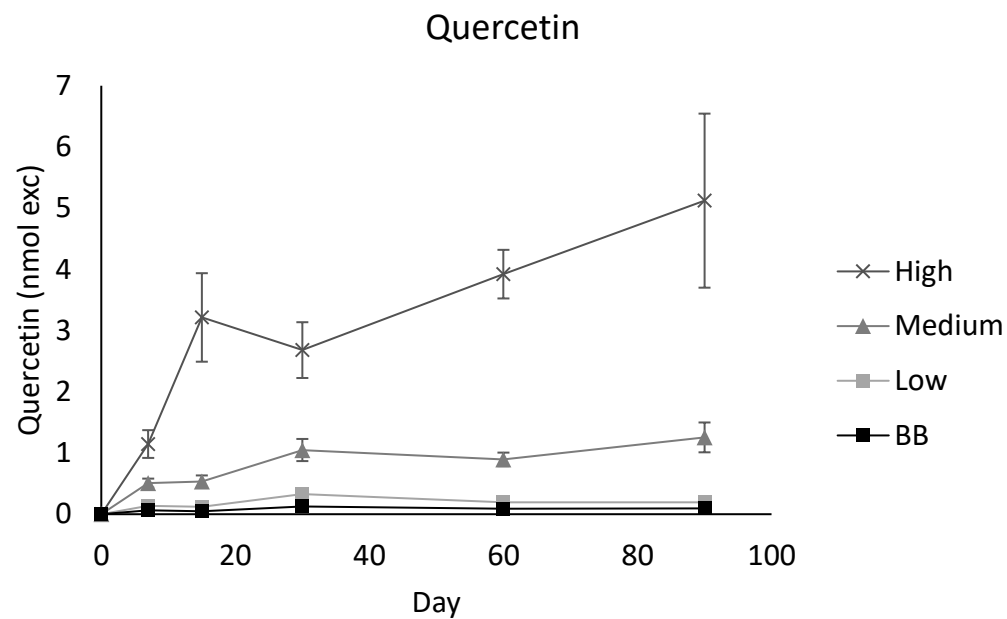 Quercetin
7
6
5
4
3
2
1
0
Quercetin (nmol exc)
0 20 40 60 80 100
Day
High
Medium
Low
BB